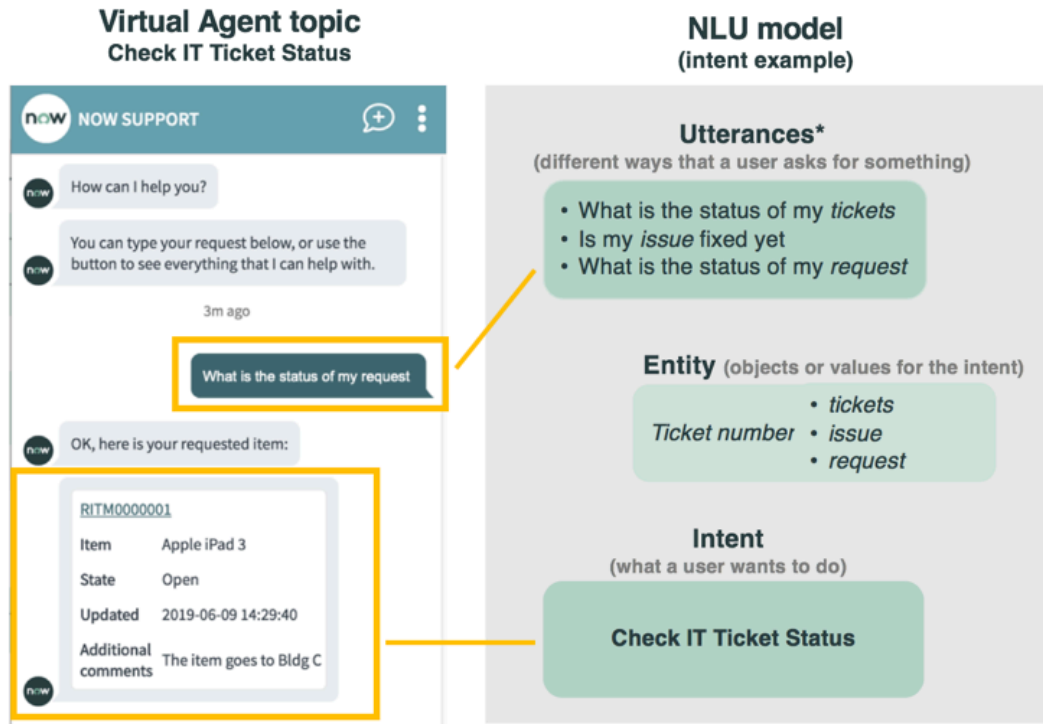 Virtual Agent topic
Check IT Ticket Status
now NOW SUPPORT
now How can I help you?
You can type your request below, or use the
now button to see everything that I can help with.
3m ago
What is the status of my request
now OK, here is your requested item:
RITM0000001
Item Apple iPad 3
State Open
Updated 2019-06-09 14:29:40
Additional
comments The item goes to Bldg C
now
NLU model
(intent example)
Utterances*
(different ways that a user asks for something)
• What is the status of my tickets
• Is my issue fixed yet
• What is the status of my request
Entity (objects or values for the intent)
• tickets
Ticket number • issue
• request
Intent
(what a user wants to do)
Check IT Ticket Status